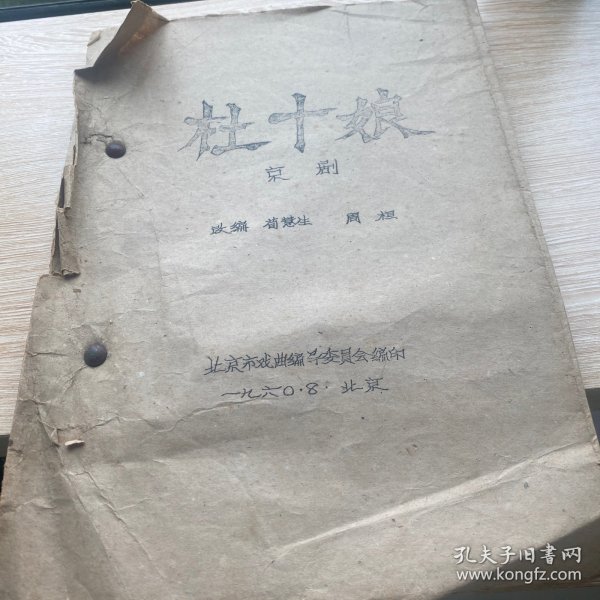 杜十娘
京剧
改编 荀慧生 周桓
北京市戏曲编导委员会编印
一九六〇·8· 北京
孔夫子旧书网
www.kongfz.com